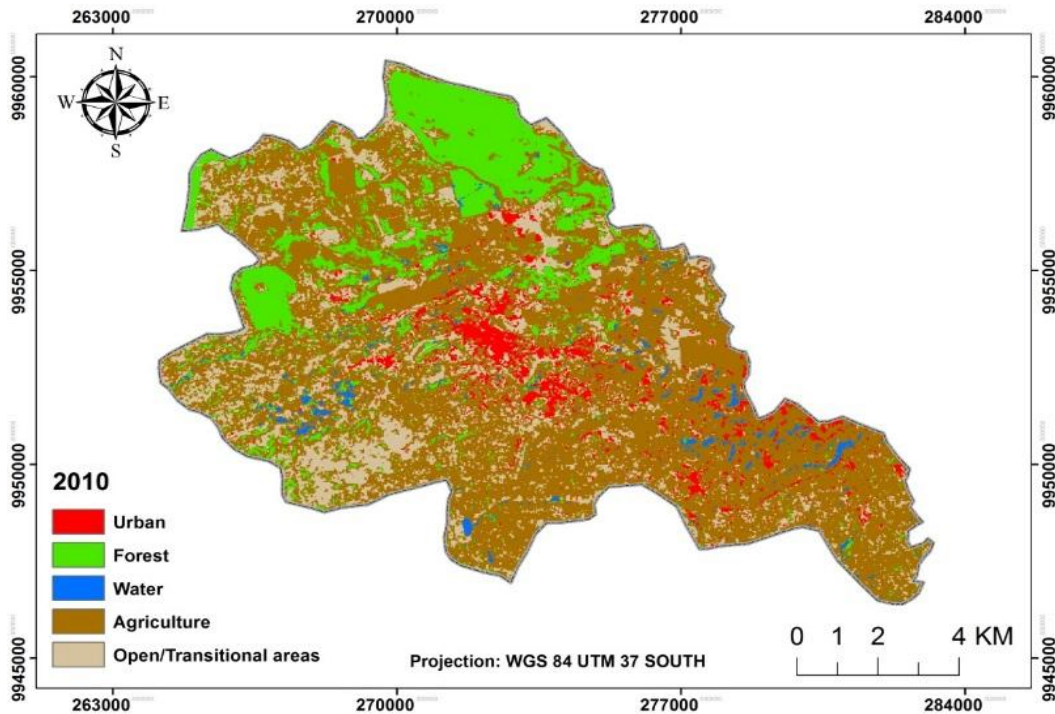 263000 270000 277000 284000
N
W E
S
9960000 9960000
9955000 9955000
9950000 9950000
9945000 9945000
2010
Urban
Forest
Water
Agriculture
Open/Transitional areas
Projection: WGS 84 UTM 37 SOUTH
0 1 2 4 KM
263000 270000 277000 284000